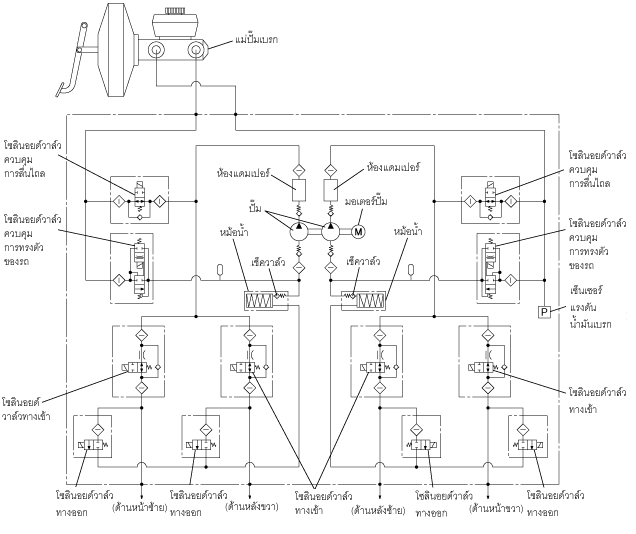 แม่ปั๊มเบรก
โซลินอยด์วาล์ว
ควบคุม
การลื่นไถล
ห้องแดมเปอร์
ห้องแดมเปอร์
โซลินอยด์วาล์ว
ควบคุม
การลื่นไถล
ปั๊ม
มอเตอร์ปั๊ม
M
โซลินอยด์วาล์ว
ควบคุม
การทรงตัว
ของรถ
หม้อน้ำ
หม้อน้ำ
โซลินอยด์วาล์ว
ควบคุม
การทรงตัว
ของรถ
เช็ควาล์ว
เช็ควาล์ว
P
เซ็นเซอร์
แรงดัน
น้ำมันเบรก
โซลินอยด์
วาล์วทางเข้า
โซลินอยด์วาล์ว
ทางเข้า
โซลินอยด์วาล์ว
ทางออก
(ด้านหน้าซ้าย)
โซลินอยด์วาล์ว
ทางออก
(ด้านหลังขวา)
โซลินอยด์วาล์ว
ทางเข้า
(ด้านหลังซ้าย)
โซลินอยด์วาล์ว
ทางออก
(ด้านหน้าขวา)
โซลินอยด์วาล์ว
ทางออก